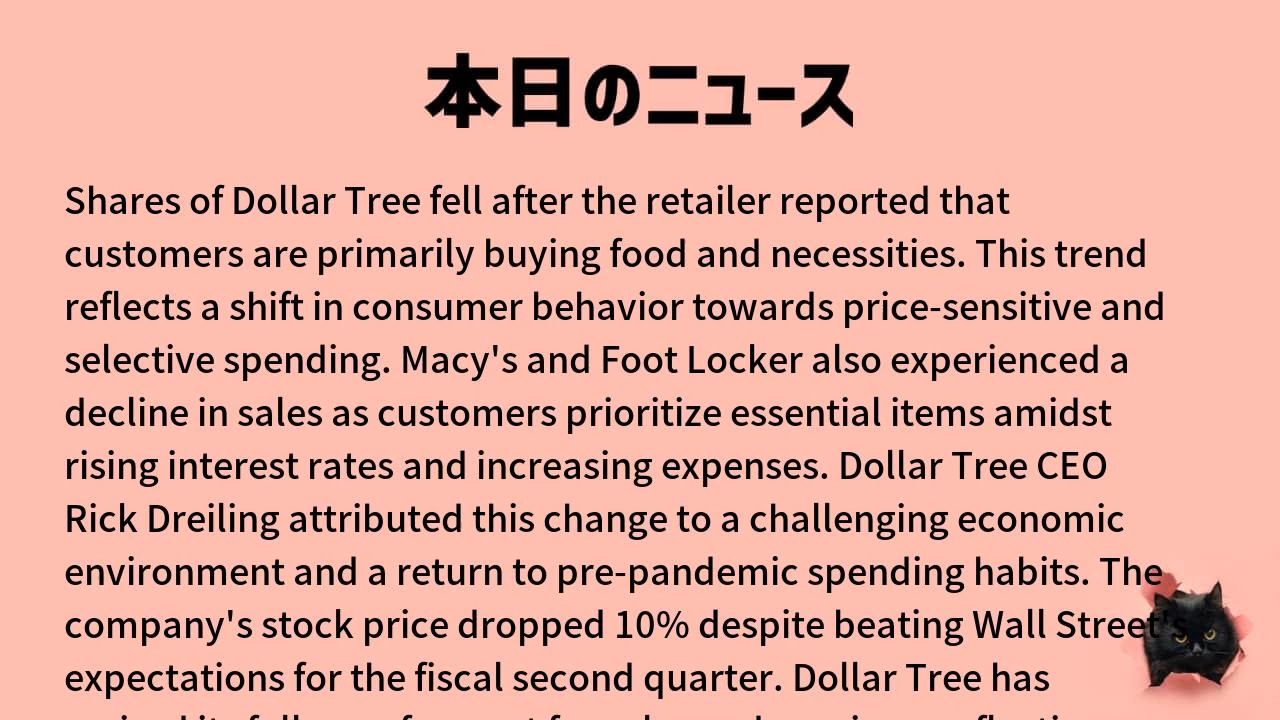 本日のニュース
Shares of Dollar Tree fell after the retailer reported that
customers are primarily buying food and necessities. This trend
reflects a shift in consumer behavior towards price-sensitive and
selective spending. Macy's and Foot Locker also experienced a
decline in sales as customers prioritize essential items amidst
rising interest rates and increasing expenses. Dollar Tree CEO
Rick Dreiling attributed this change to a challenging economic
environment and a return to pre-pandemic spending habits. The
company's stock price dropped 10% despite beating Wall Street's
expectations for the fiscal second quarter. Dollar Tree has